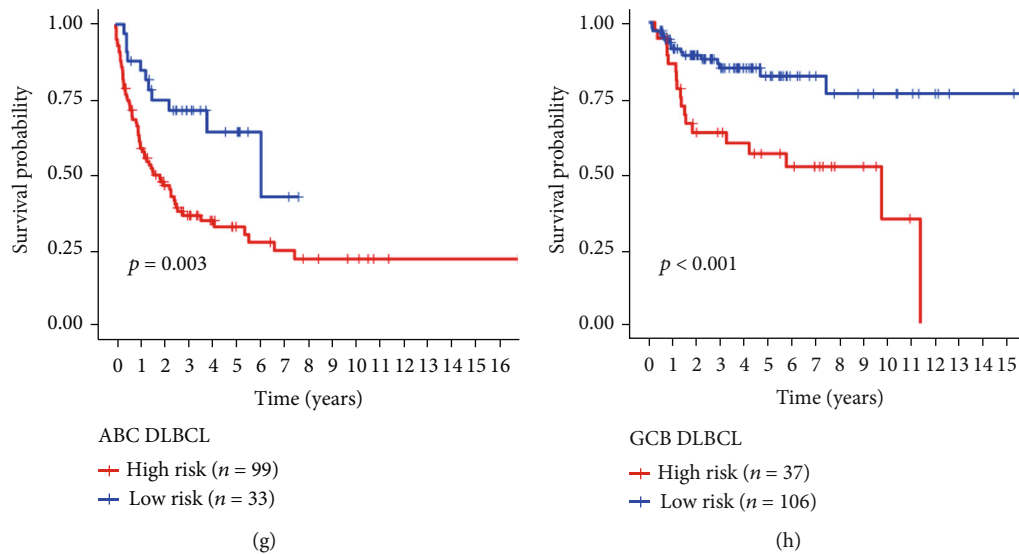 1.00
0.75
0.50
0.25
0.00
Survival probability
p = 0.003
0 1 2 3 4 5 6 7 8 9 10 11 12 13 14 15 16
Time (years)
ABC DLBCL
High risk (n = 99)
Low risk (n = 33)
(g)
1.00
0.75
0.50
0.25
0.00
Survival probability
p < 0.001
0 1 2 3 4 5 6 7 8 9 10 11 12 13 14 15
Time (years)
GCB DLBCL
High risk (n = 37)
Low risk (n = 106)
(h)